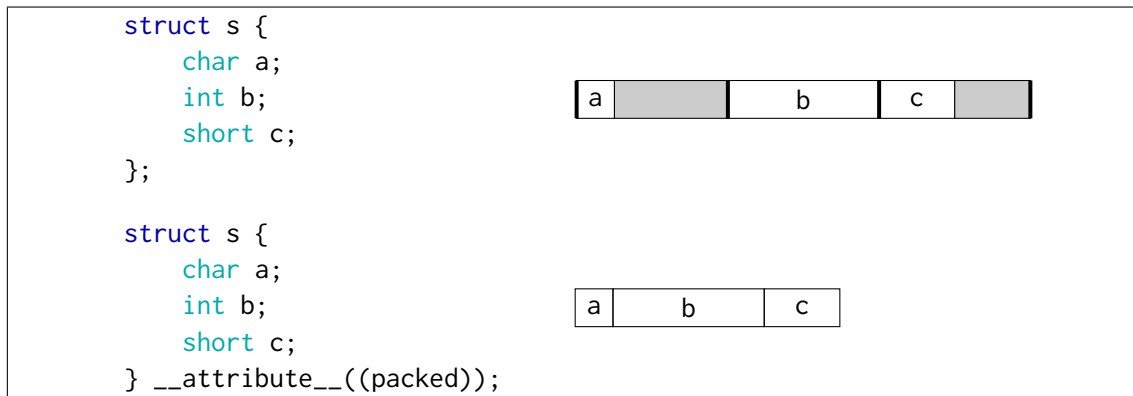 struct s {
    char a;
    int b;
    short c;
};
a b c
struct s {
    char a;
    int b;
    short c;
} __attribute__((packed));
a b c